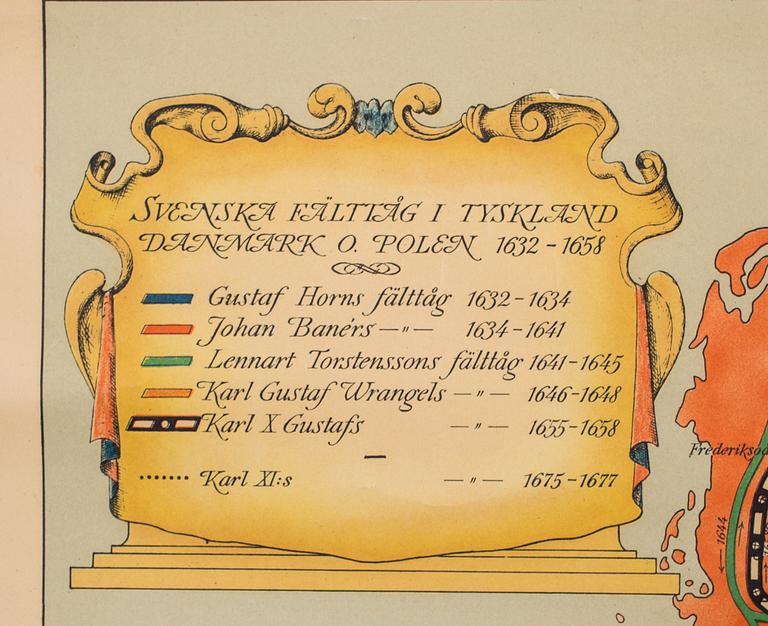 SVENSKA FÄLTTÅG I TYSKLAND
DANMARK O. POLEN 1632-1658
Gustaf Horns fälttåg 1632-1634
Johan Banérs —"— 1634-1641
Lennart Torstenssons fälttåg 1641-1645
Karl Gustaf Wrangels —"— 1646-1648
Karl X Gustafs —"— 1655-1658
Karl XI:s —"— 1675-1677
1644